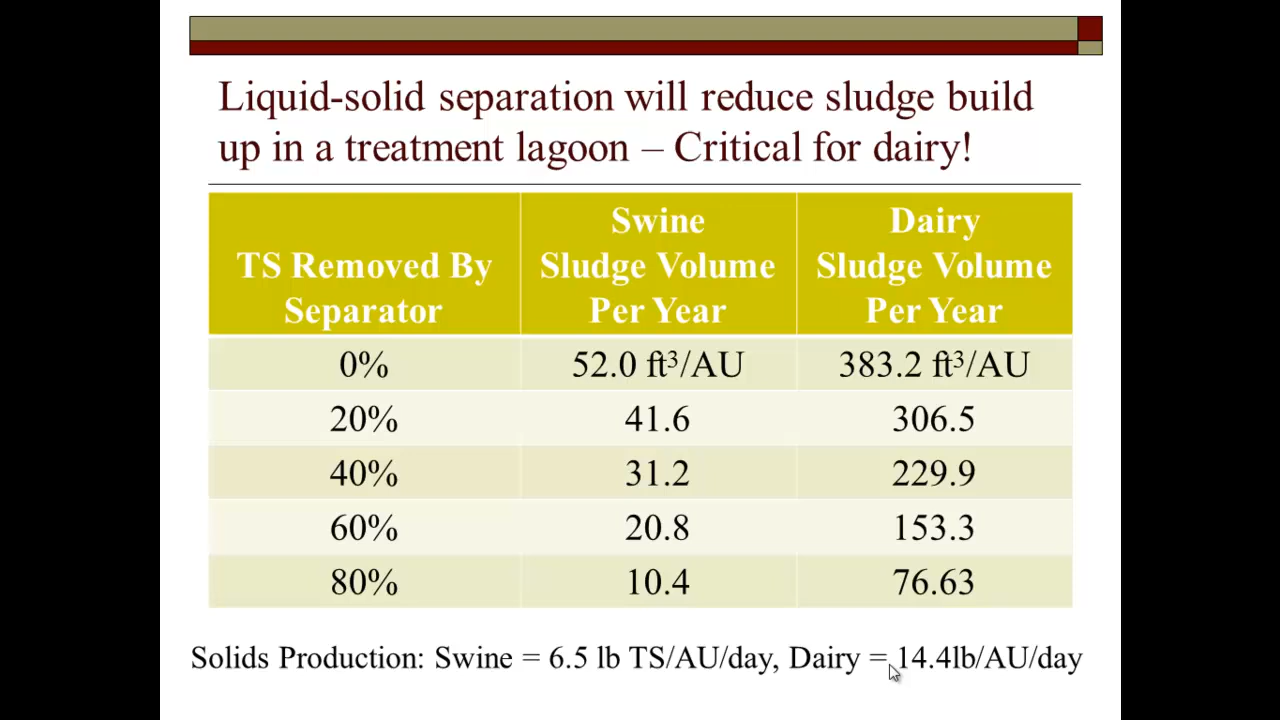 Liquid-solid separation will reduce sludge build
up in a treatment lagoon – Critical for dairy!
TS Removed By
Separator
Swine
Sludge Volume
Per Year
Dairy
Sludge Volume
Per Year
0% 52.0 ft³/AU 383.2 ft³/AU
20% 41.6 306.5
40% 31.2 229.9
60% 20.8 153.3
80% 10.4 76.63
Solids Production: Swine = 6.5 lb TS/AU/day, Dairy = 14.4lb/AU/day